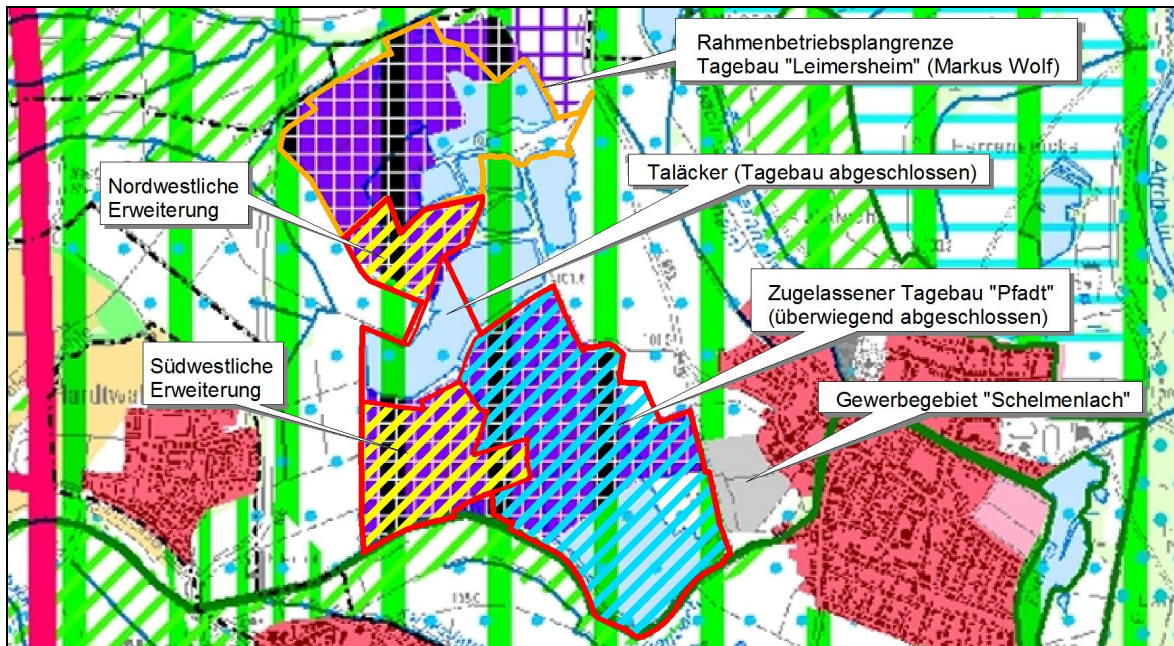 Rahmenbetriebsplangrenze
Tagebau "Leimersheim" (Markus Wolf)
Taläcker (Tagebau abgeschlossen)
Nordwestliche
Erweiterung
Zugelassener Tagebau "Pfadt"
(überwiegend abgeschlossen)
Südwestliche
Erweiterung
Gewerbegebiet "Schelmenlach"